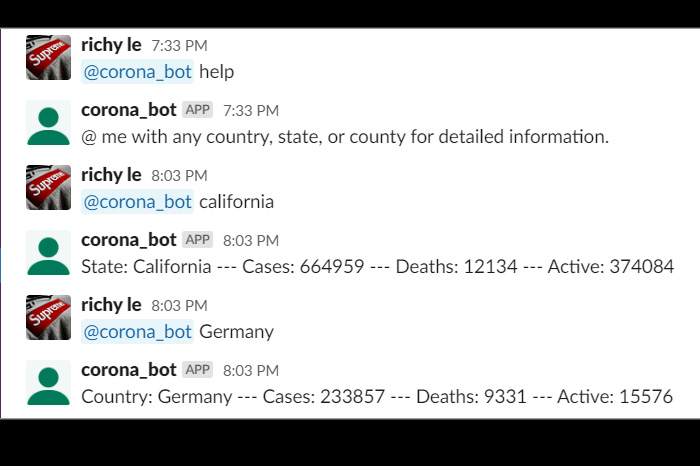 richy le 7:33 PM
@corona_bot help
corona_bot APP 7:33 PM
@ me with any country, state, or county for detailed information.
Supreme
richy le 8:03 PM
@corona_bot california
corona_bot APP 8:03 PM
State: California --- Cases: 664959 --- Deaths: 12134 --- Active: 374084
Supreme
richy le 8:03 PM
@corona_bot Germany
Supreme
corona_bot APP 8:03 PM
Country: Germany --- Cases: 233857 --- Deaths: 9331 --- Active: 15576